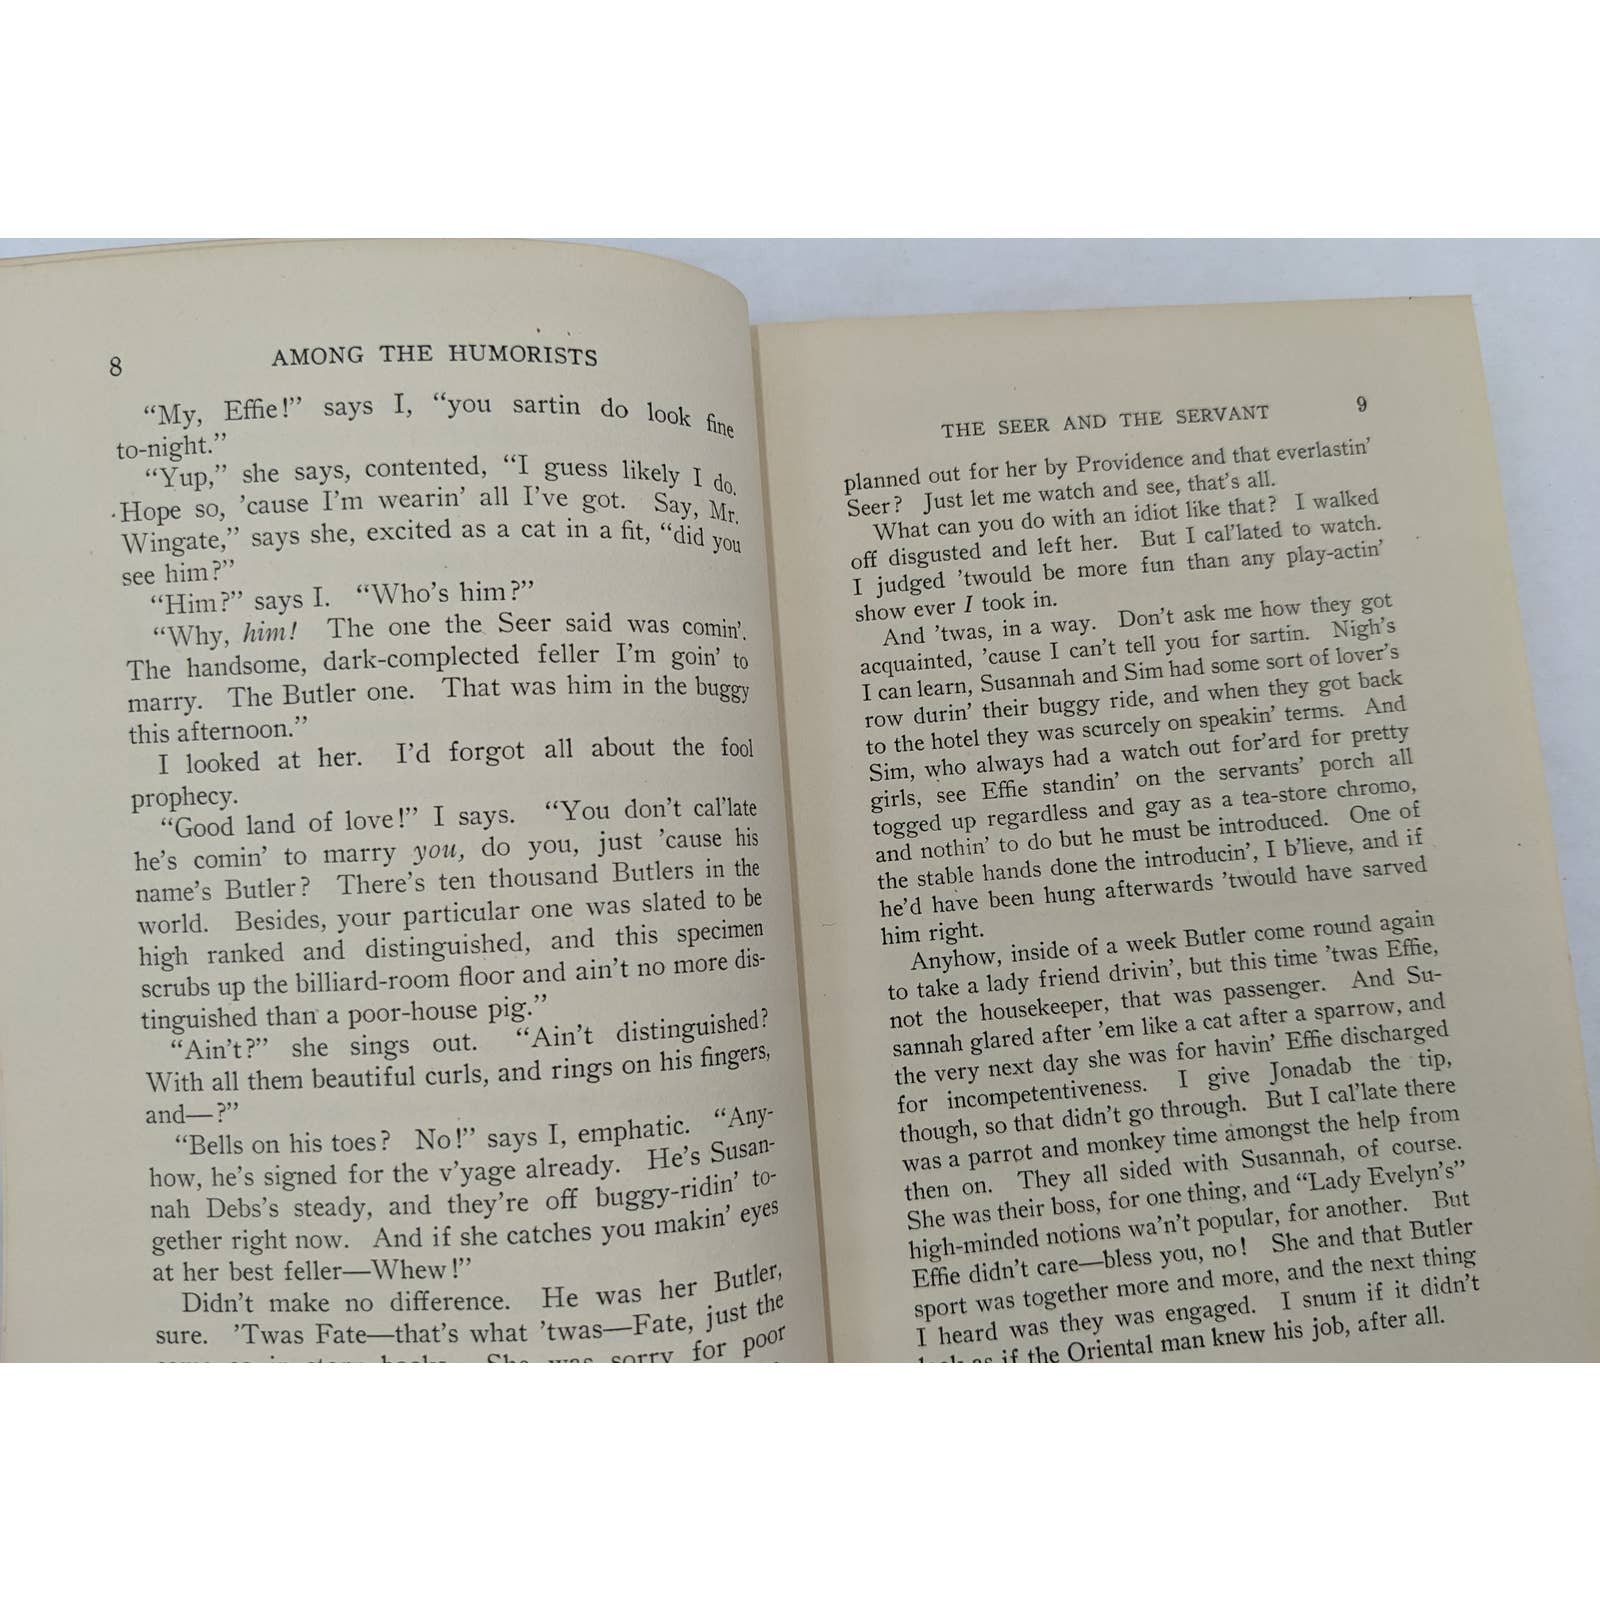 8
AMONG THE HUMORISTS
“My, Effie!” says I, “you sartin do look fine
to-night.”
“Yup,” she says, contented, “I guess likely I do.
Hope so, ’cause I’m wearin’ all I’ve got. Say, Mr.
Wingate,” says she, excited as a cat in a fit, “did you
see him?”
“Him?” says I. “Who’s him?”
“Why, him! The one the Seer said was comin’.
The handsome, dark-complected feller I’m goin’ to
marry. The Butler one. That was him in the buggy
this afternoon.”
I looked at her. I’d forgot all about the fool
prophecy.
“Good land of love!” I says. “You don’t cal’late
he’s comin’ to marry you, do you, just ’cause his
name’s Butler? There’s ten thousand Butlers in the
world. Besides, your particular one was slated to be
high ranked and distinguished, and this specimen
scrubs up the billiard-room floor and ain’t no more dis-
tinguished than a poor-house pig.”
“Ain’t?” she sings out. “Ain’t distinguished?
With all them beautiful curls, and rings on his fingers,
and—?”
“Bells on his toes? No!” says I, emphatic. “Any-
how, he’s signed for the v’yage already. He’s Susan-
nah Debs’s steady, and they’re off buggy-ridin’ to-
gether right now. And if she catches you makin’ eyes
at her best feller—Whew!”
Didn’t make no difference. He was her Butler,
sure. ’Twas Fate—that’s what ’twas—Fate, just the
She was sorry for poor
THE SEER AND THE SERVANT
9
planned out for her by Providence and that everlastin’
Seer? Just let me watch and see, that’s all.
What can you do with an idiot like that? I walked
off disgusted and left her. But I cal’lated to watch.
I judged ’twould be more fun than any play-actin’
show ever I took in.
And ’twas, in a way. Don’t ask me how they got
acquainted, ’cause I can’t tell you for sartin. Nigh’s
I can learn, Susannah and Sim had some sort of lover’s
row durin’ their buggy ride, and when they got back
to the hotel they was scurcely on speakin’ terms. And
Sim, who always had a watch out for’ard for pretty
girls, see Effie standin’ on the servants’ porch all
togged up regardless and gay as a tea-store chromo,
and nothin’ to do but he must be introduced. One of
the stable hands done the introducin’, I b’lieve, and if
he’d have been hung afterwards ’twould have sarved
him right.
Anyhow, inside of a week Butler come round again
to take a lady friend drivin’, but this time ’twas Effie,
not the housekeeper, that was passenger. And Su-
sannah glared after ’em like a cat after a sparrow, and
the very next day she was for havin’ Effie discharged
for incompetentiveness. I give Jonadab the tip,
though, so that didn’t go through. But I cal’late there
was a parrot and monkey time amongst the help from
then on. They all sided with Susannah, of course.
She was their boss, for one thing, and “Lady Evelyn’s”
high-minded notions wa’n’t popular, for another. But
Effie didn’t care—bless you, no! She and that Butler
sport was together more and more, and the next thing
I heard was they was engaged. I snum if it didn’t
as if the Oriental man knew his job, after all.